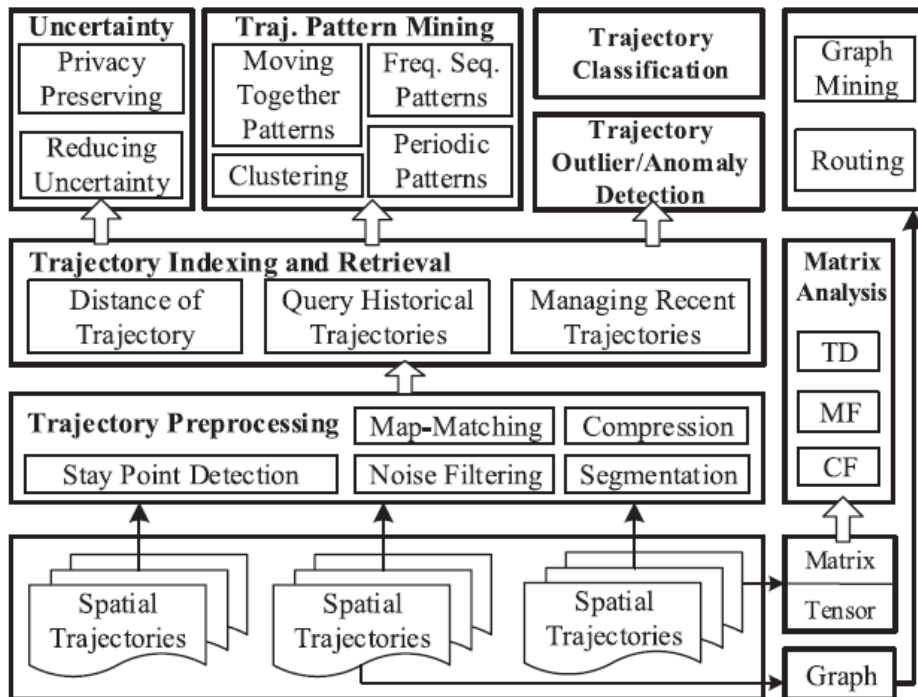 Uncertainty
Privacy
Preserving
Reducing
Uncertainty
Traj. Pattern Mining
Moving
Together
Patterns
Clustering
Freq. Seq.
Patterns
Periodic
Patterns
Trajectory
Classification
Trajectory
Outlier/Anomaly
Detection
Graph
Mining
Routing
Trajectory Indexing and Retrieval
Distance of
Trajectory
Query Historical
Trajectories
Managing Recent
Trajectories
Matrix
Analysis
TD
MF
CF
Trajectory Preprocessing
Map-Matching
Compression
Stay Point Detection
Noise Filtering
Segmentation
Spatial
Trajectories
Spatial
Trajectories
Spatial
Trajectories
Matrix
Tensor
Graph